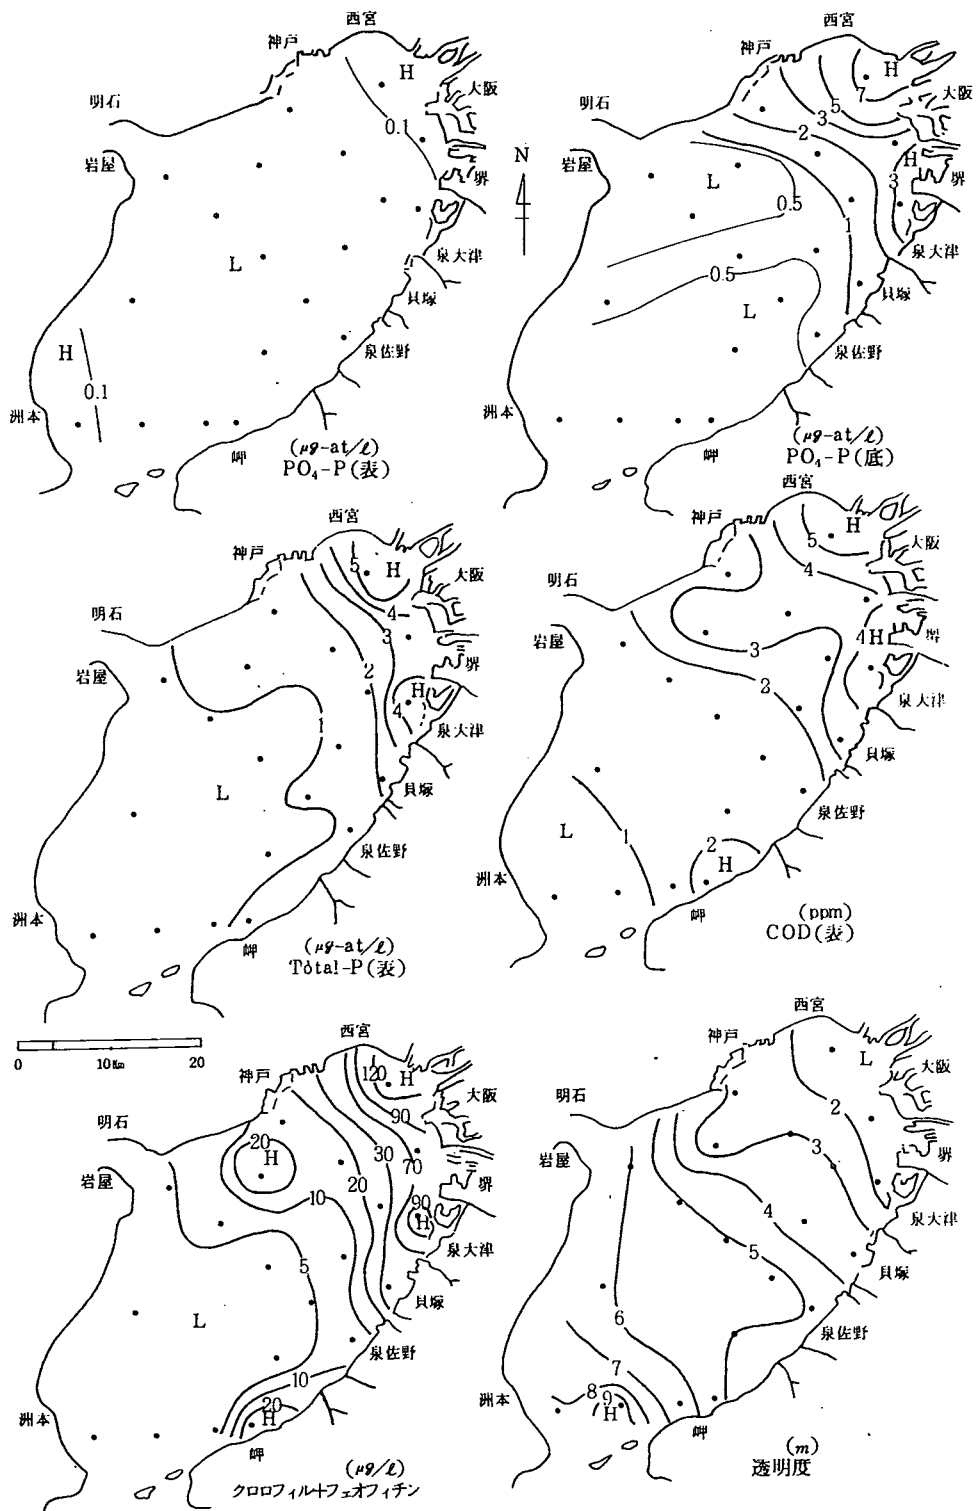 西宮
神戸
H
大阪
明石
0.1
岩屋
堺
L
泉大津
貝塚
H
泉佐野
0.1
洲本
岬
(μg-at/ℓ)
PO₄-P(表)
N
西宮
神戸
H
7
大阪
明石
5
3
2
岩屋
H
堺
L
3
0.5
1
泉大津
0.5
貝塚
L
泉佐野
洲本
岬
(μg-at/ℓ)
PO₄-P(底)
西宮
神戸
5
H
大阪
明石
4
3
岩屋
2
堺
H
4
1
泉大津
L
貝塚
泉佐野
洲本
岬
(μg-at/ℓ)
Total-P(表)
西宮
神戸
H
5
大阪
4
明石
岩屋
4
H
堺
3
2
泉大津
貝塚
泉佐野
L
1
2
H
洲本
岬
(ppm)
COD(表)
0
10Km
20
西宮
神戸
120
H
大阪
明石
90
20
H
30
70
岩屋
堺
10
20
90
H
泉大津
5
貝塚
L
泉佐野
10
20
H
洲本
岬
(μg/ℓ)
クロロフィル+フェオフィチン
西宮
神戸
L
大阪
明石
2
3
岩屋
堺
4
泉大津
5
貝塚
6
泉佐野
7
8
9
H
洲本
岬
(m)
透明度